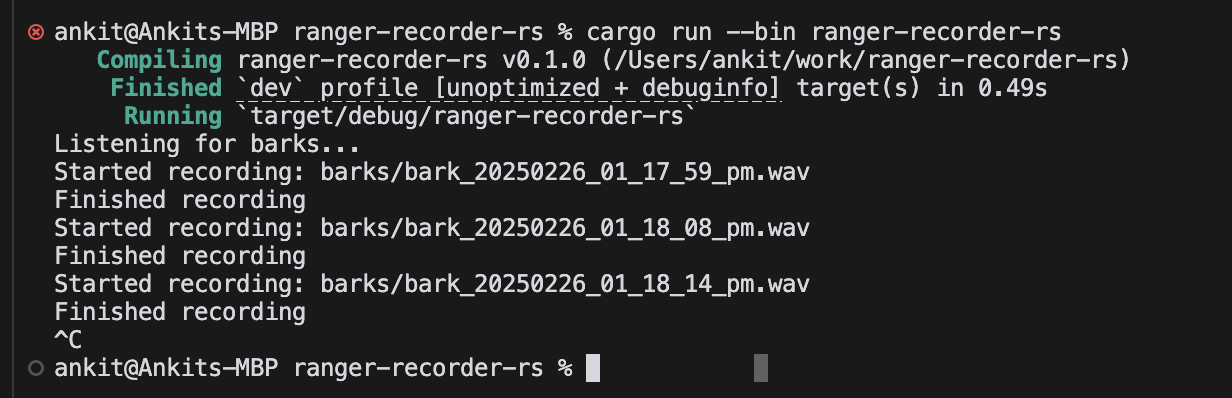 ankit@Ankits-MBP ranger-recorder-rs % cargo run --bin ranger-recorder-rs
Compiling ranger-recorder-rs v0.1.0 (/Users/ankit/work/ranger-recorder-rs)
Finished `dev` profile [unoptimized + debuginfo] target(s) in 0.49s
Running `target/debug/ranger-recorder-rs`
Listening for barks...
Started recording: barks/bark_20250226_01_17_59_pm.wav
Finished recording
Started recording: barks/bark_20250226_01_18_08_pm.wav
Finished recording
Started recording: barks/bark_20250226_01_18_14_pm.wav
Finished recording
^C
ankit@Ankits-MBP ranger-recorder-rs %